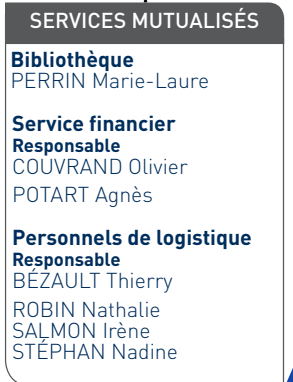 SERVICES MUTUALISÉS
Bibliothèque
PERRIN Marie-Laure
Service financier
Responsable
COUVRAND Olivier
POTART Agnès
Personnels de logistique
Responsable
BÉZAULT Thierry
ROBIN Nathalie
SALMON Irène
STÉPHAN Nadine